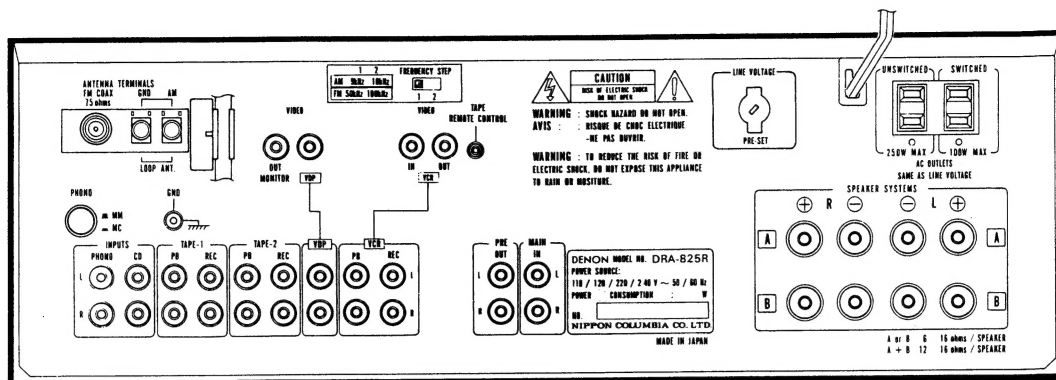 ANTENNA TERMINALS
FM COAX
75 ohms
GND AM
LOOP ANT.
1 2 FREQUENCY STEP
AM 9kHz 10kHz
FM 50kHz 100kHz
1 2
VIDEO
OUT
MONITOR
VDP
VIDEO
IN OUT
VCR
TAPE
REMOTE CONTROL
CAUTION
RISK OF ELECTRIC SHOCK
DO NOT OPEN
WARNING : SHOCK HAZARD DO NOT OPEN.
AVIS : : RISQUE DE CHOC ELECTRIQUE
-NE PAS OUVRIR.
WARNING : TO REDUCE THE RISK OF FIRE OR
ELECTRIC SHOCK, DO NOT EXPOSE THIS APPLIANCE
TO RAIN OR MOSITURE.
LINE VOLTAGE
PRE-SET
UNSWITCHED SWITCHED
250W MAX 100W MAX
AC OUTLETS
SAME AS LINE VOLTAGE
PHONO
MM
MC
GND
INPUTS TAPE-1 TAPE-2 VDP VCR
PHONO CD PB REC PB REC PB REC
L L
R R
PRE MAIN
OUT IN
L L
R R
DENON MODEL NO. DRA-825R
POWER SOURCE:
110 / 120 / 220 / 2 40 V ~ 50 / 60 Hz
POWER CONSUMPTION : W
NO.
NIPPON COLUMBIA CO. LTD
MADE IN JAPAN
SPEAKER SYSTEMS
+ R − − L +
A A
B B
A or B 6 16 ohms / SPEAKER
A + B 12 16 ohms / SPEAKER